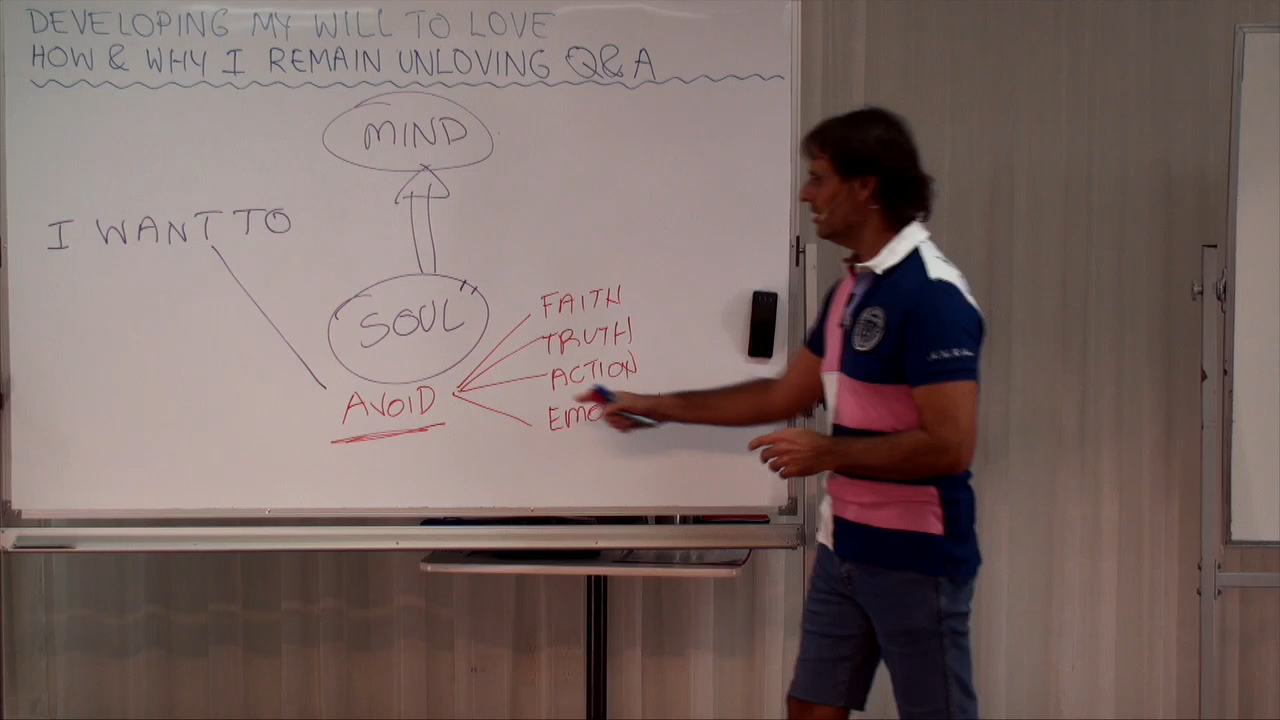 DEVELOPING MY WILL TO LOVE
HOW & WHY I REMAIN UNLOVING Q&A
MIND
I WANT TO
SOUL
FAITH
TRUTH
ACTION
AVOID